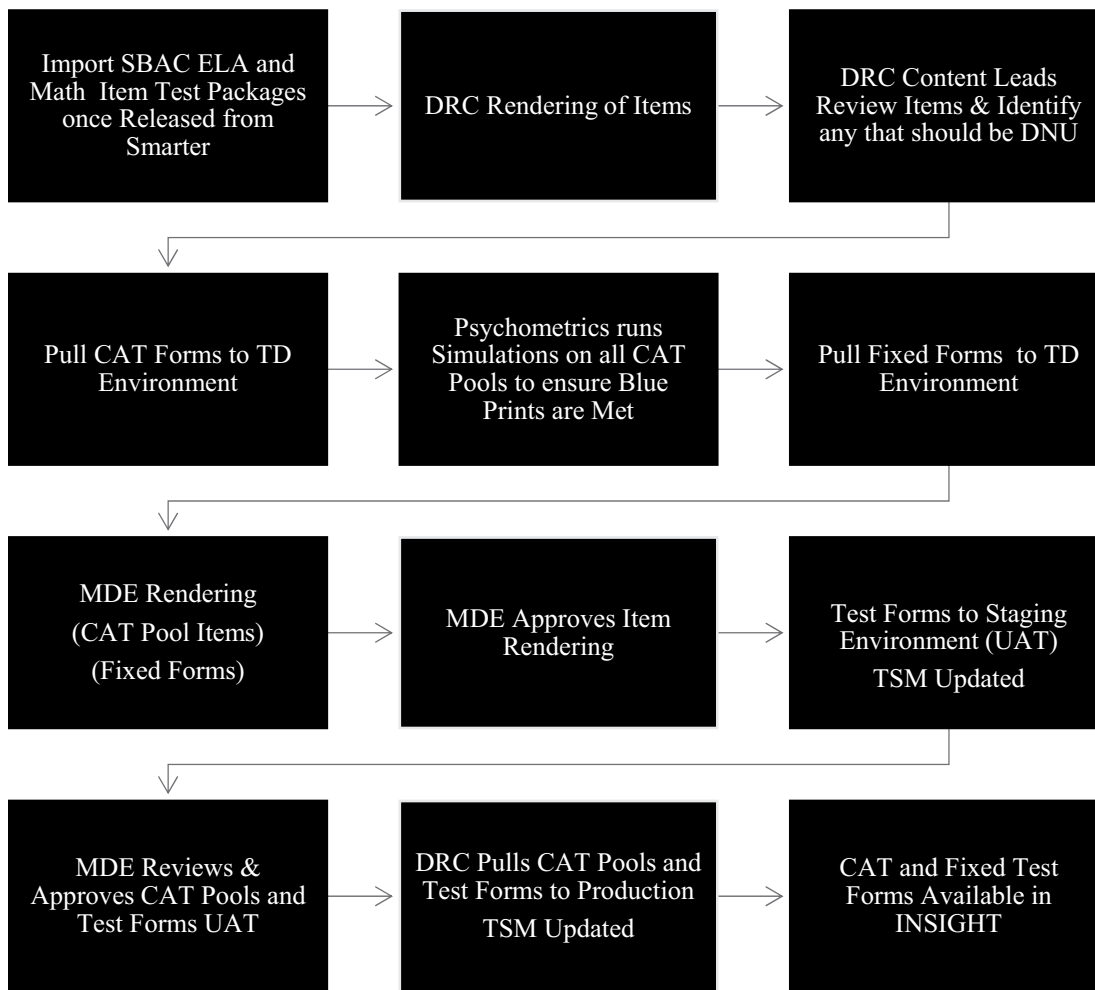 Import SBAC ELA and
Math Item Test Packages
once Released from
Smarter
DRC Rendering of Items
DRC Content Leads
Review Items & Identify
any that should be DNU
Pull CAT Forms to TD
Environment
Psychometrics runs
Simulations on all CAT
Pools to ensure Blue
Prints are Met
Pull Fixed Forms to TD
Environment
MDE Rendering
(CAT Pool Items)
(Fixed Forms)
MDE Approves Item
Rendering
Test Forms to Staging
Environment (UAT)
TSM Updated
MDE Reviews &
Approves CAT Pools and
Test Forms UAT
DRC Pulls CAT Pools and
Test Forms to Production
TSM Updated
CAT and Fixed Test
Forms Available in
INSIGHT